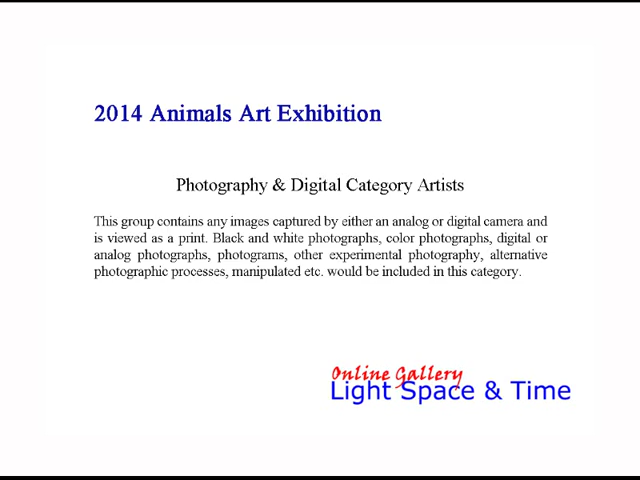 2014 Animals Art Exhibition
Photography & Digital Category Artists
This group contains any images captured by either an analog or digital camera and
is viewed as a print. Black and white photographs, color photographs, digital or
analog photographs, photograms, other experimental photography, alternative
photographic processes, manipulated etc. would be included in this category.
Online Gallery
Light Space & Time